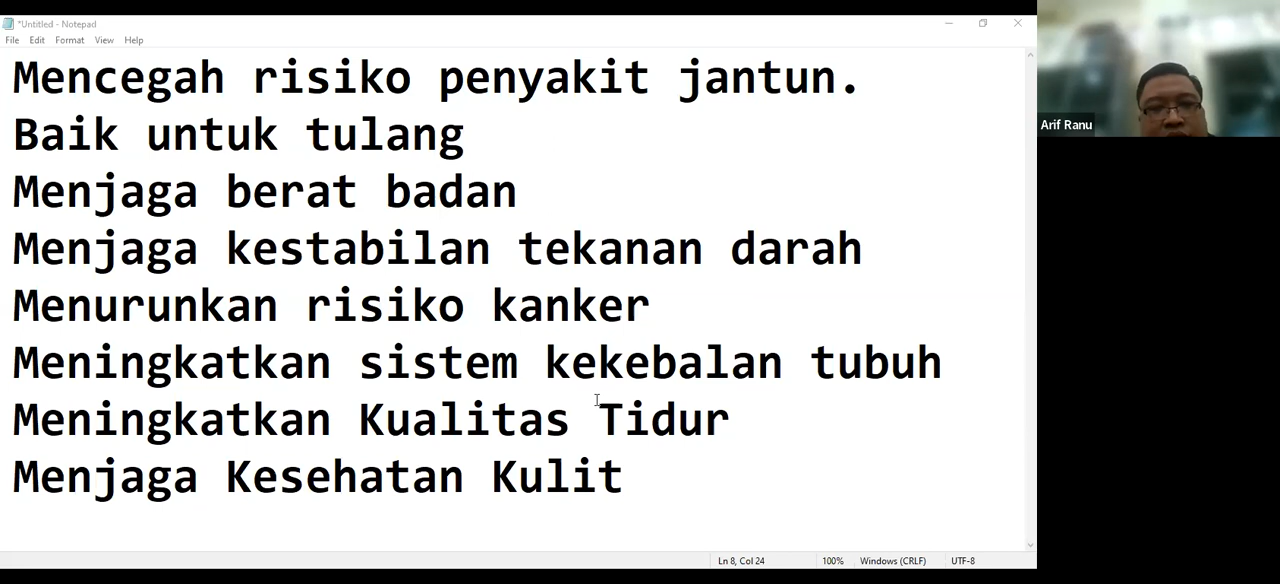 *Untitled - Notepad
File Edit Format View Help
Mencegah risiko penyakit jantun.
Baik untuk tulang
Menjaga berat badan
Menjaga kestabilan tekanan darah
Menurunkan risiko kanker
Meningkatkan sistem kekebalan tubuh
Meningkatkan Kualitas Tidur
Menjaga Kesehatan Kulit
Ln 8, Col 24 100% Windows (CRLF) UTF-8
Arif Ranu